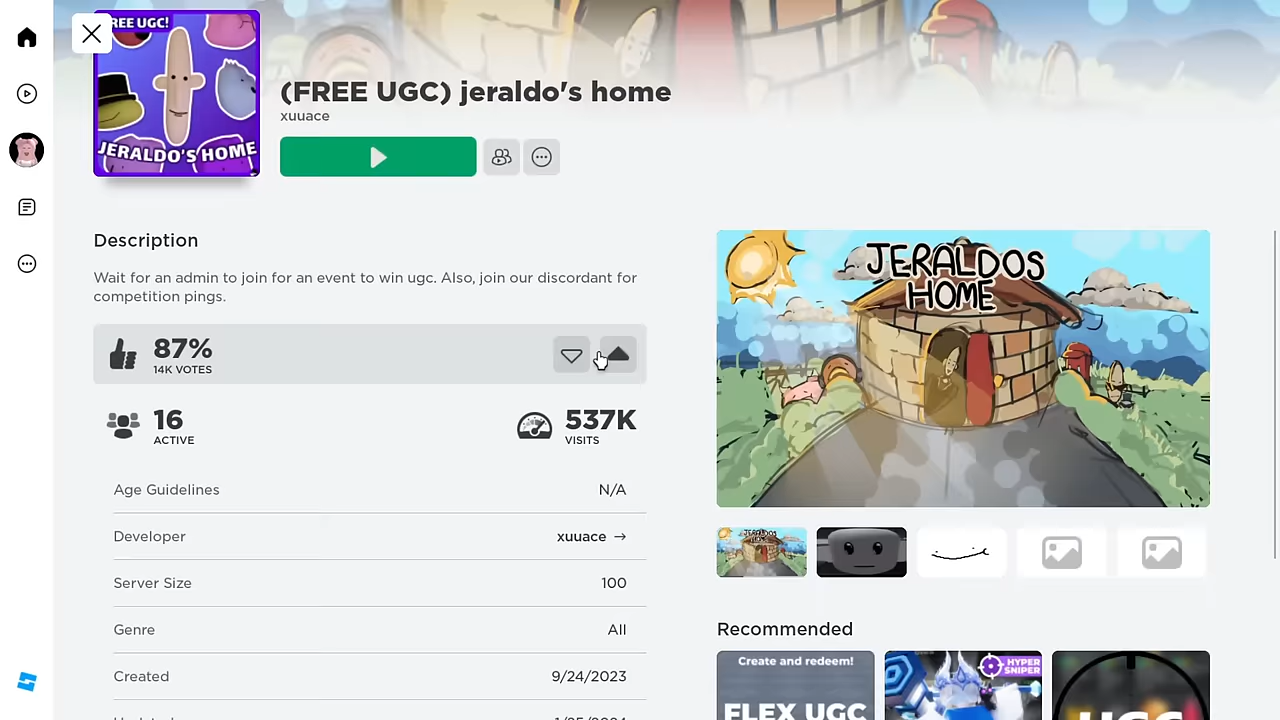 FREE UGC!
JERALDO'S HOME
(FREE UGC) jeraldo's home
xuuace
Description
Wait for an admin to join for an event to win ugc. Also, join our discordant for
competition pings.
87%
14K VOTES
16
ACTIVE
537K
VISITS
Age Guidelines
N/A
Developer
xuuace →
Server Size
100
Genre
All
Created
9/24/2023
JERALDOS
HOME
Recommended
Create and redeem!
FLEX UGC
HYPER
SNIPER
UGC